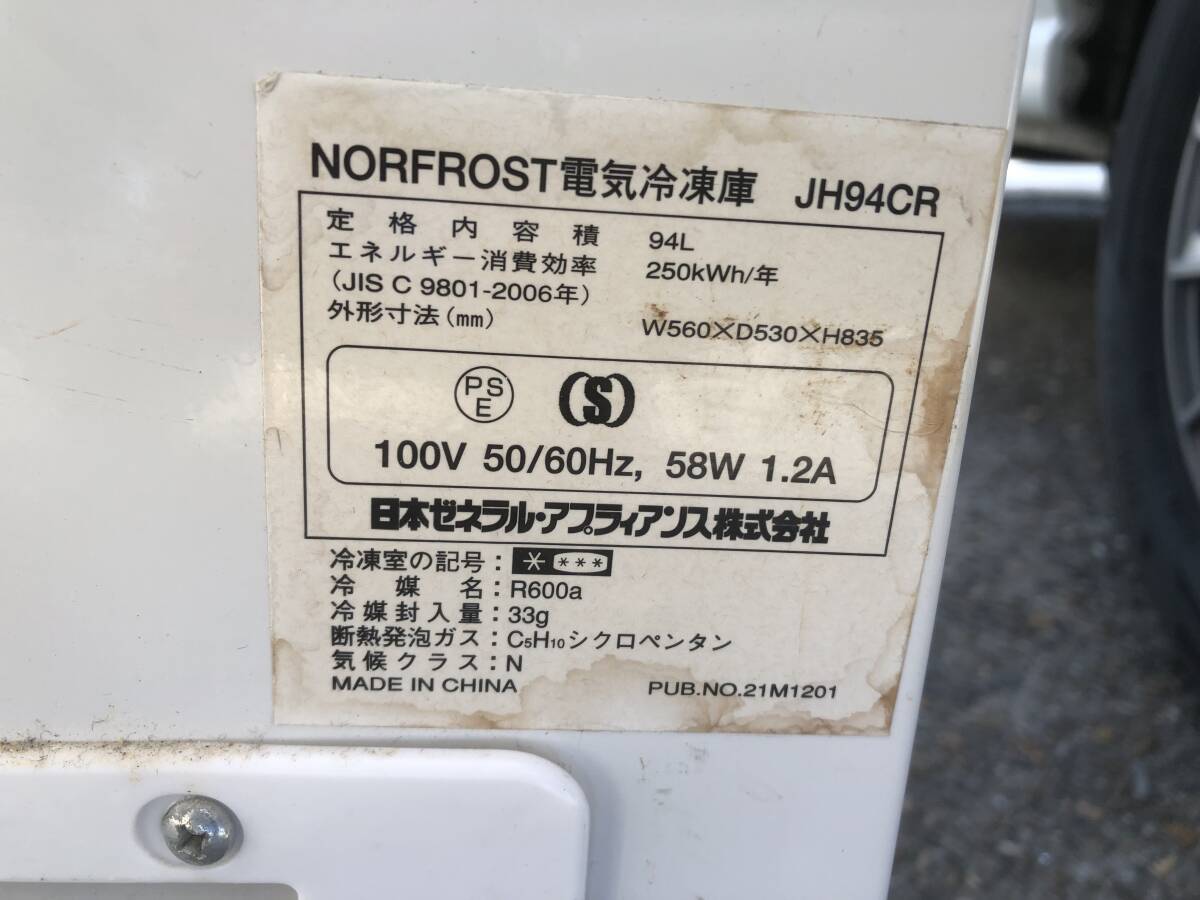 NORFROST電気冷凍庫 JH94CR
定格内容積 94L
エネルギー消費効率 250kWh/年
(JIS C 9801-2006年)
外形寸法(㎜) W560×D530×H835
PS
E
(S)
100V 50/60Hz, 58W 1.2A
日本ゼネラル・アプライアンス株式会社
冷凍室の記号: * ***
冷媒名:R600a
冷媒封入量:33g
断熱発泡ガス:C₅H₁₀シクロペンタン
気候クラス:N
MADE IN CHINA PUB.NO.21M1201